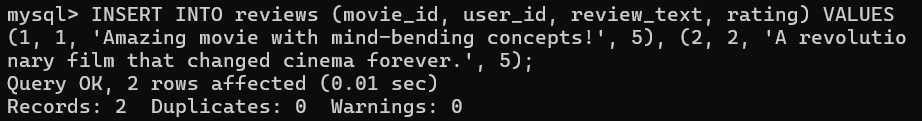 mysql> INSERT INTO reviews (movie_id, user_id, review_text, rating) VALUES
(1, 1, 'Amazing movie with mind-bending concepts!', 5), (2, 2, 'A revolutio
nary film that changed cinema forever.', 5);
Query OK, 2 rows affected (0.01 sec)
Records: 2  Duplicates: 0  Warnings: 0